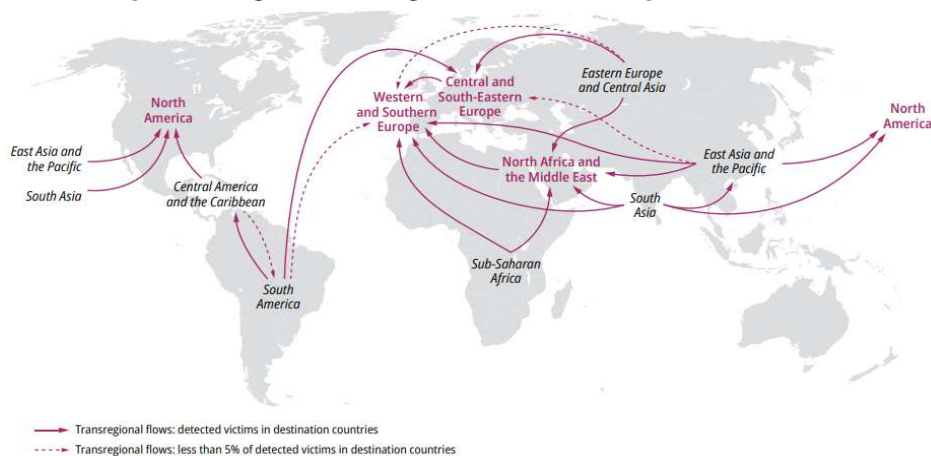 North
America
East Asia and
the Pacific
South Asia
Central America
and the Caribbean
South
America
Western
and Southern
Europe
Central and
South-Eastern
Europe
Eastern Europe
and Central Asia
North Africa and
the Middle East
Sub-Saharan
Africa
South
Asia
East Asia and
the Pacific
North
America
Transregional flows: detected victims in destination countries
Transregional flows: less than 5% of detected victims in destination countries